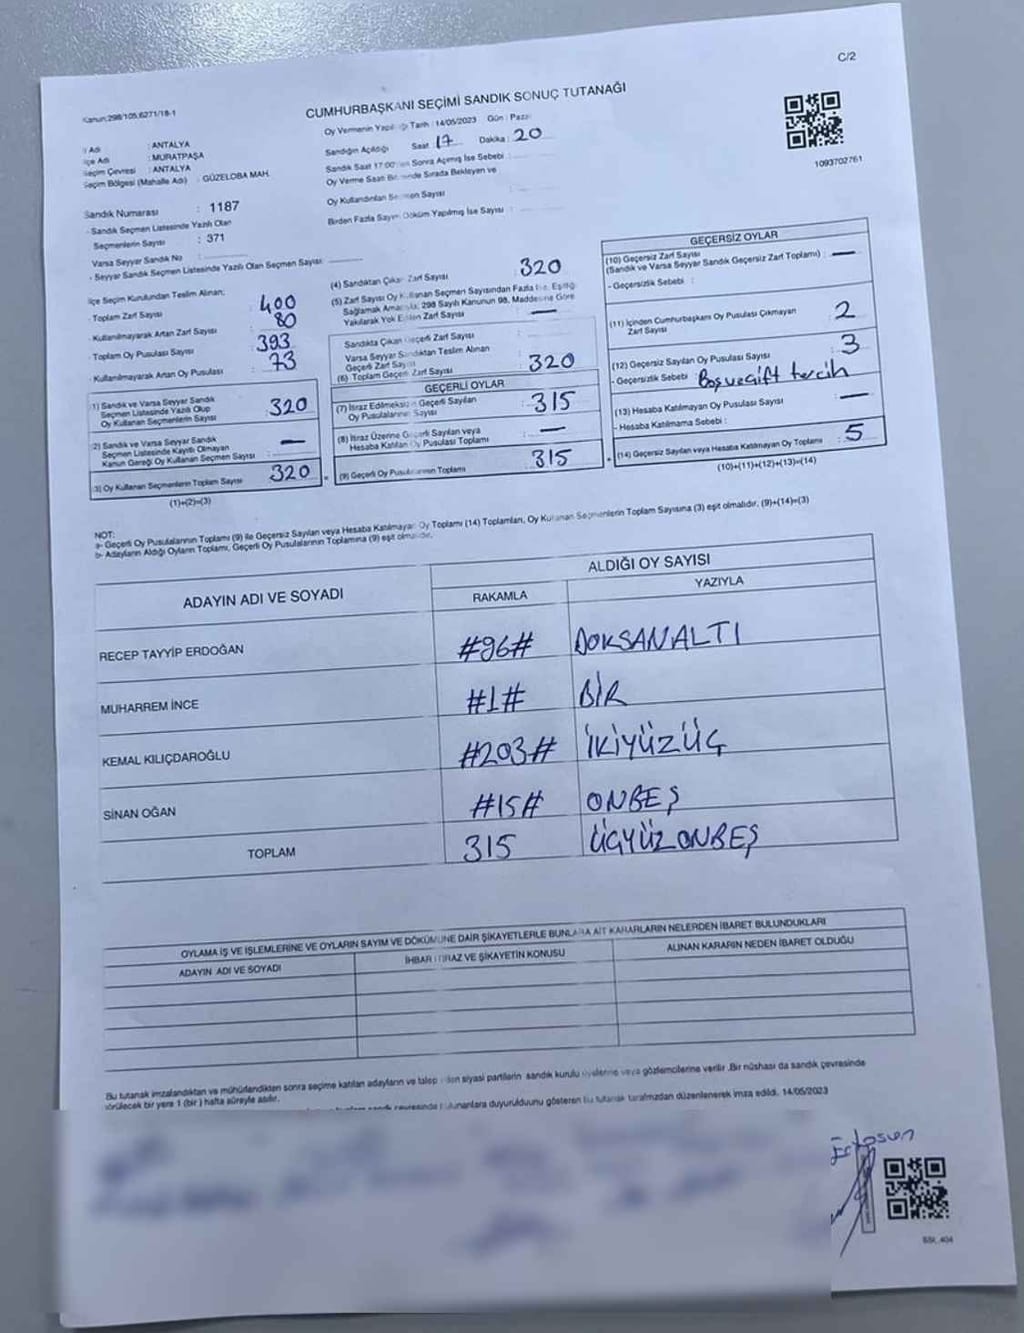 C/2
Kanun:298/105,6271/18-1
CUMHURBAŞKANI SEÇİMİ SANDIK SONUÇ TUTANAĞI
Oy Vermenin Tarih : 14/05/2023 Gün :
Sandığın Açıldığı Saat : 17 Dakika : 20
Sandık Saat 17:00 Sonra Açımış İse Sebebi :
Oy Verme Saati Sırada Bekleyen ve
Oy Kullandırılan Sayısı
Birden Fazla Sayım Döküm Yapılmış İse Sayısı :
1093702761
Adı : ANTALYA
İlçe Adı : MURATPAŞA
Seçim Çevresi : ANTALYA
Seçim Bölgesi (Mahalle Adı) : GÜZELOBA MAH.
Sandık Numarası : 1187
- Sandık Seçmen Listesinde Yazılı Olan
Seçmenlerin Sayısı : 371
Varsa Seyyar Sandık No :
- Seyyar Sandık Seçmen Listesinde Yazılı Olan Seçmen Sayısı:
İlçe Seçim Kurulundan Teslim Alınan;
- Toplam Zarf Sayısı : 400
- Kullanılmayarak Artan Zarf Sayısı : 80
- Toplam Oy Pusulası Sayısı : 393
- Kullanılmayarak Artan Oy Pusulası : 73
(1) Sandık ve Varsa Seyyar Sandık
Seçmen Listesinde Yazılı Olup
Oy Kullanan Seçmenlerin Sayısı : 320
(2) Sandık ve Varsa Seyyar Sandık
Seçmen Listesinde Kayıtlı Olmayan
Kanun Gereği Oy Kullanan Seçmen Sayısı : —
(3) Oy Kullanan Seçmenlerin Toplam Sayısı 320
(1)+(2)=(3)
(4) Sandıktan Çıkan Zarf Sayısı : 320
(5) Zarf Sayısı Oy Kullanan Seçmen Sayısından Fazla İse, Eşitliği
Sağlamak Amacıyla; 298 Sayılı Kanunun 98. Maddesine Göre
Yakılarak Yok Edilen Zarf Sayısı : —
Sandıkta Çıkan Geçerli Zarf Sayısı
Varsa Seyyar Sandıktan Teslim Alınan
Geçerli Zarf Sayısı
(6) Toplam Geçerli Zarf Sayısı : 320
GEÇERLİ OYLAR
(7) İtiraz Edilmeksizin Geçerli Sayılan
Oy Pusulalarının Sayısı : 315
(8) İtiraz Üzerine Geçerli Sayılan veya
Hesaba Katılan Oy Pusulası Toplamı : —
(9) Geçerli Oy Pusulalarının Toplamı 315
GEÇERSİZ OYLAR
(10) Geçersiz Zarf Sayısı
(Sandık ve Varsa Seyyar Sandık Geçersiz Zarf Toplamı) : —
- Geçersizlik Sebebi :
(11) İçinden Cumhurbaşkanı Oy Pusulası Çıkmayan
Zarf Sayısı : 2
(12) Geçersiz Sayılan Oy Pusulası Sayısı : 3
- Geçersizlik Sebebi : Boş ve Çift tercih
(13) Hesaba Katılmayan Oy Pusulası Sayısı : —
- Hesaba Katılmama Sebebi :
(14) Geçersiz Sayılan veya Hesaba Katılmayan Oy Toplamı : 5
(10)+(11)+(12)+(13)=(14)
NOT:
a- Geçerli Oy Pusulalarının Toplamı (9) ile Geçersiz Sayılan veya Hesaba Katılmayan Oy Toplamı (14) Toplamları, Oy Kullanan Seçmenlerin Toplam Sayısına (3) eşit olmalıdır. (9)+(14)=(3)
b- Adayların Aldığı Oyların Toplamı, Geçerli Oy Pusulalarının Toplamına (9) eşit olmalıdır.
ADAYIN ADI VE SOYADI ALDIĞI OY SAYISI
RAKAMLA YAZIYLA
RECEP TAYYİP ERDOĞAN #96# DOKSANALTI
MUHARREM İNCE #1# BİR
KEMAL KILIÇDAROĞLU #203# İKİYÜZÜÇ
SİNAN OĞAN #15# ONBEŞ
TOPLAM 315 ÜÇYÜZONBEŞ
OYLAMA İŞ VE İŞLEMLERİNE VE OYLARIN SAYIM VE DÖKÜMÜNE DAİR ŞİKAYETLERLE BUNLARA AİT KARARLARIN NELERDEN İBARET BULUNDUKLARI
ADAYIN ADI VE SOYADI İHBAR İTİRAZ VE ŞİKAYETİN KONUSU ALINAN KARARIN NEDEN İBARET OLDUĞU
Bu tutanak imzalandıktan ve mühürlendikten sonra seçime katılan adayların ve talep eden siyasi partilerin sandık kurulu üyelerine veya gözlemcilerine verilir .Bir nüshası da sandık çevresinde
görülecek bir yere 1 (bir ) hafta süreyle asılır.
duyurulduunu gösteren bu tutanak tarafımızdan düzenlenerek imza edildi. 14/05/2023